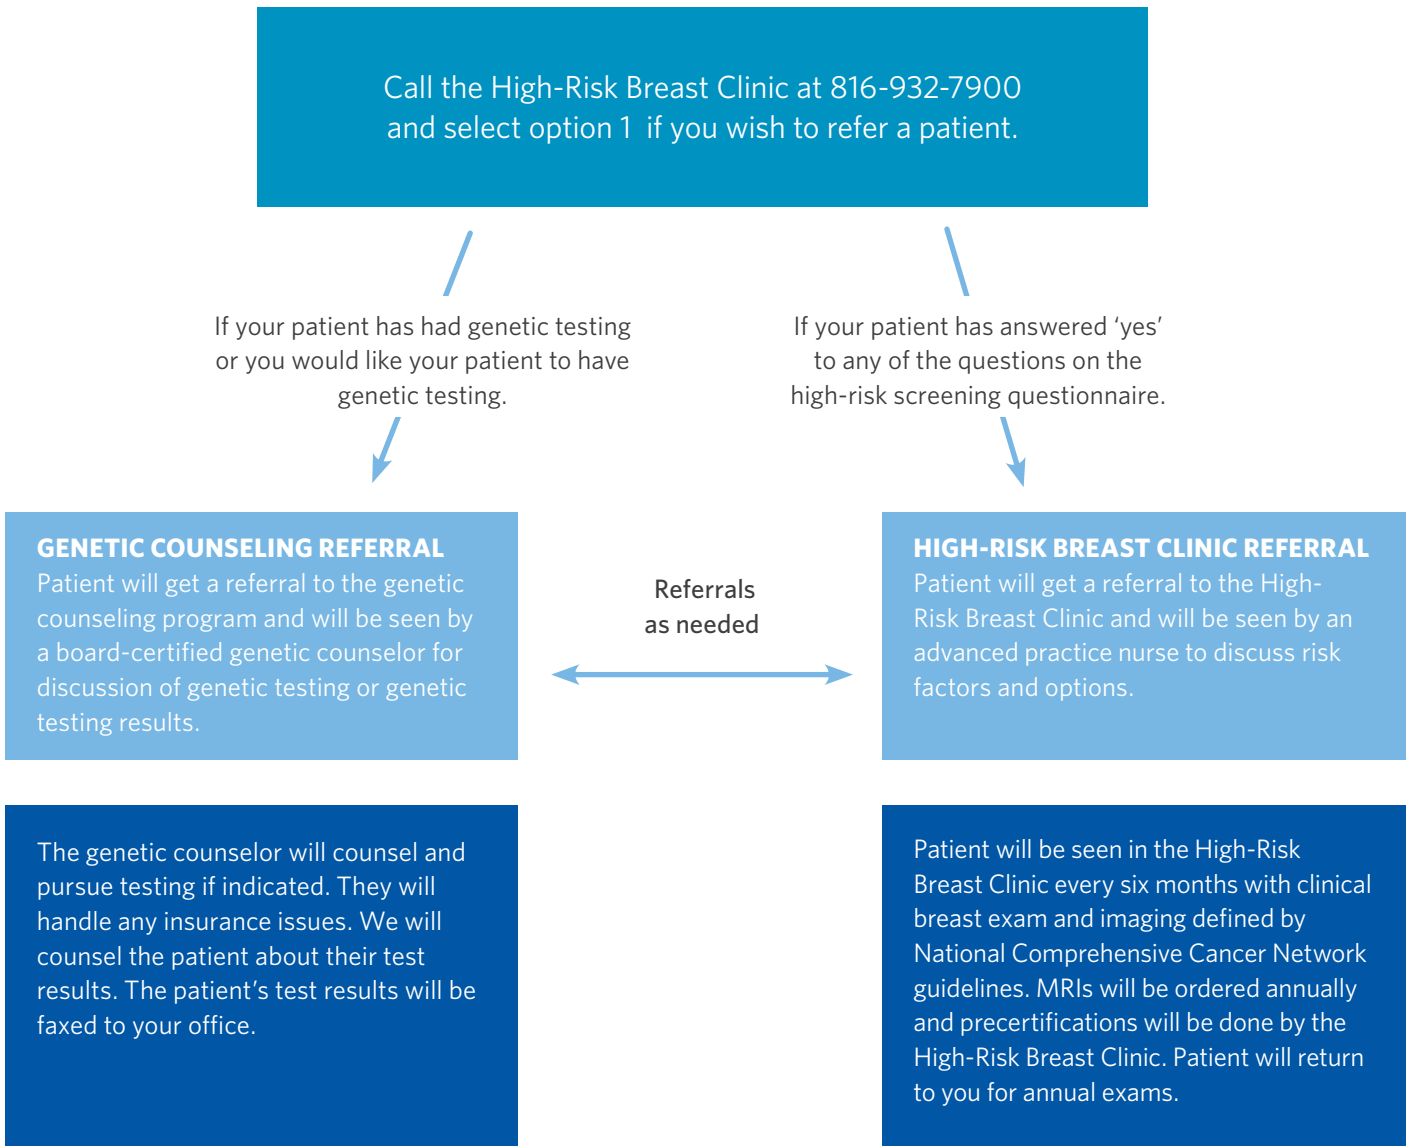 Call the High-Risk Breast Clinic at 816-932-7900
and select option 1 if you wish to refer a patient.
If your patient has had genetic testing
or you would like your patient to have
genetic testing.
If your patient has answered ‘yes’
to any of the questions on the
high-risk screening questionnaire.
GENETIC COUNSELING REFERRAL
Patient will get a referral to the genetic
counseling program and will be seen by
a board-certified genetic counselor for
discussion of genetic testing or genetic
testing results.
Referrals
as needed
HIGH-RISK BREAST CLINIC REFERRAL
Patient will get a referral to the High-
Risk Breast Clinic and will be seen by an
advanced practice nurse to discuss risk
factors and options.
The genetic counselor will counsel and
pursue testing if indicated. They will
handle any insurance issues. We will
counsel the patient about their test
results. The patient’s test results will be
faxed to your office.
Patient will be seen in the High-Risk
Breast Clinic every six months with clinical
breast exam and imaging defined by
National Comprehensive Cancer Network
guidelines. MRIs will be ordered annually
and precertifications will be done by the
High-Risk Breast Clinic. Patient will return
to you for annual exams.